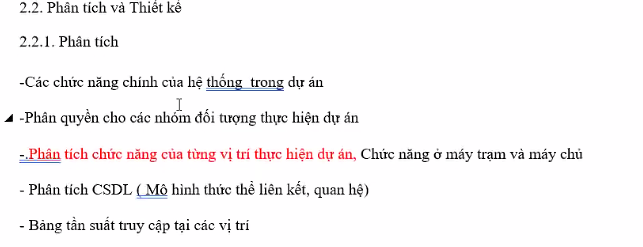 2.2. Phân tích và Thiết kế
2.2.1. Phân tích
-Các chức năng chính của hệ thống  trong dự án
-Phân quyền cho các nhóm đối tượng thực hiện dự án
-.Phân tích chức năng của từng vị trí thực hiện dự án, Chức năng ở máy trạm và máy chủ
- Phân tích CSDL ( Mô hình thức thể liên kết, quan hệ)
- Bảng tần suất truy cập tại các vị trí